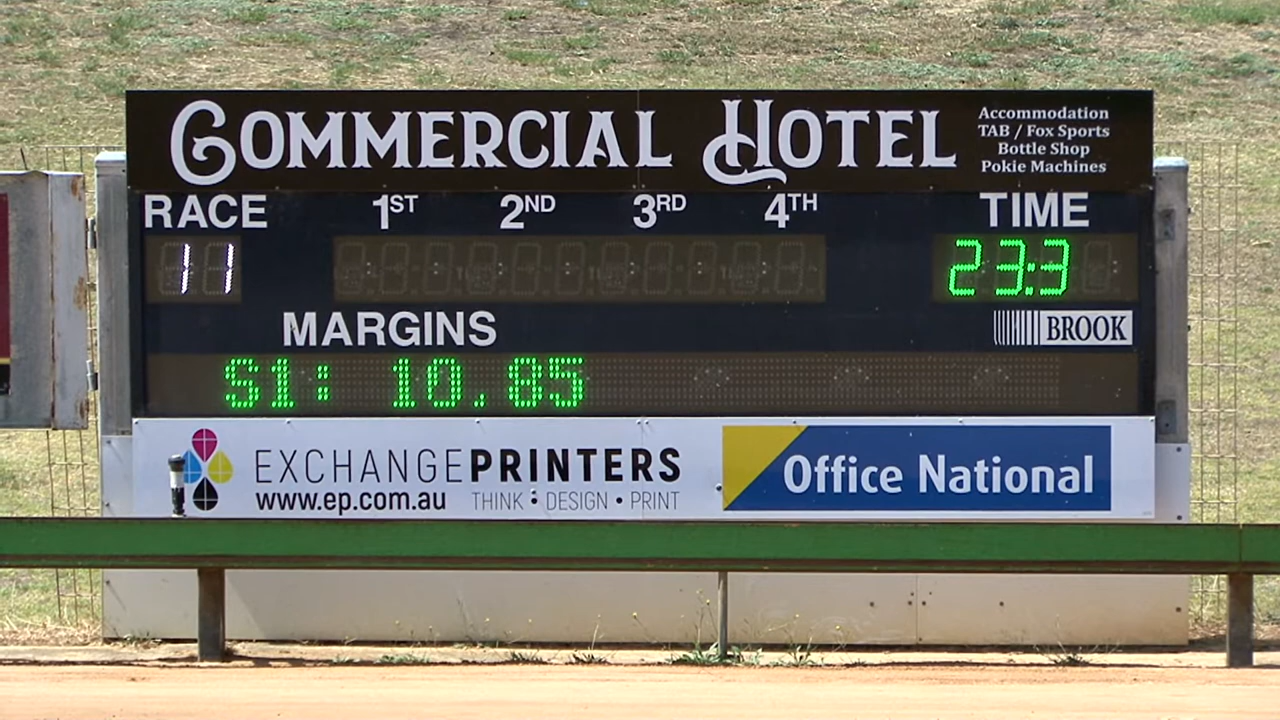 COMMERCIAL HOTEL
Accommodation
TAB / Fox Sports
Bottle Shop
Pokie Machines
RACE 1ST 2ND 3RD 4TH TIME
11 23:3
MARGINS
BROOK
S1: 10.85
EXCHANGEPRINTERS
www.ep.com.au THINK • DESIGN • PRINT
Office National